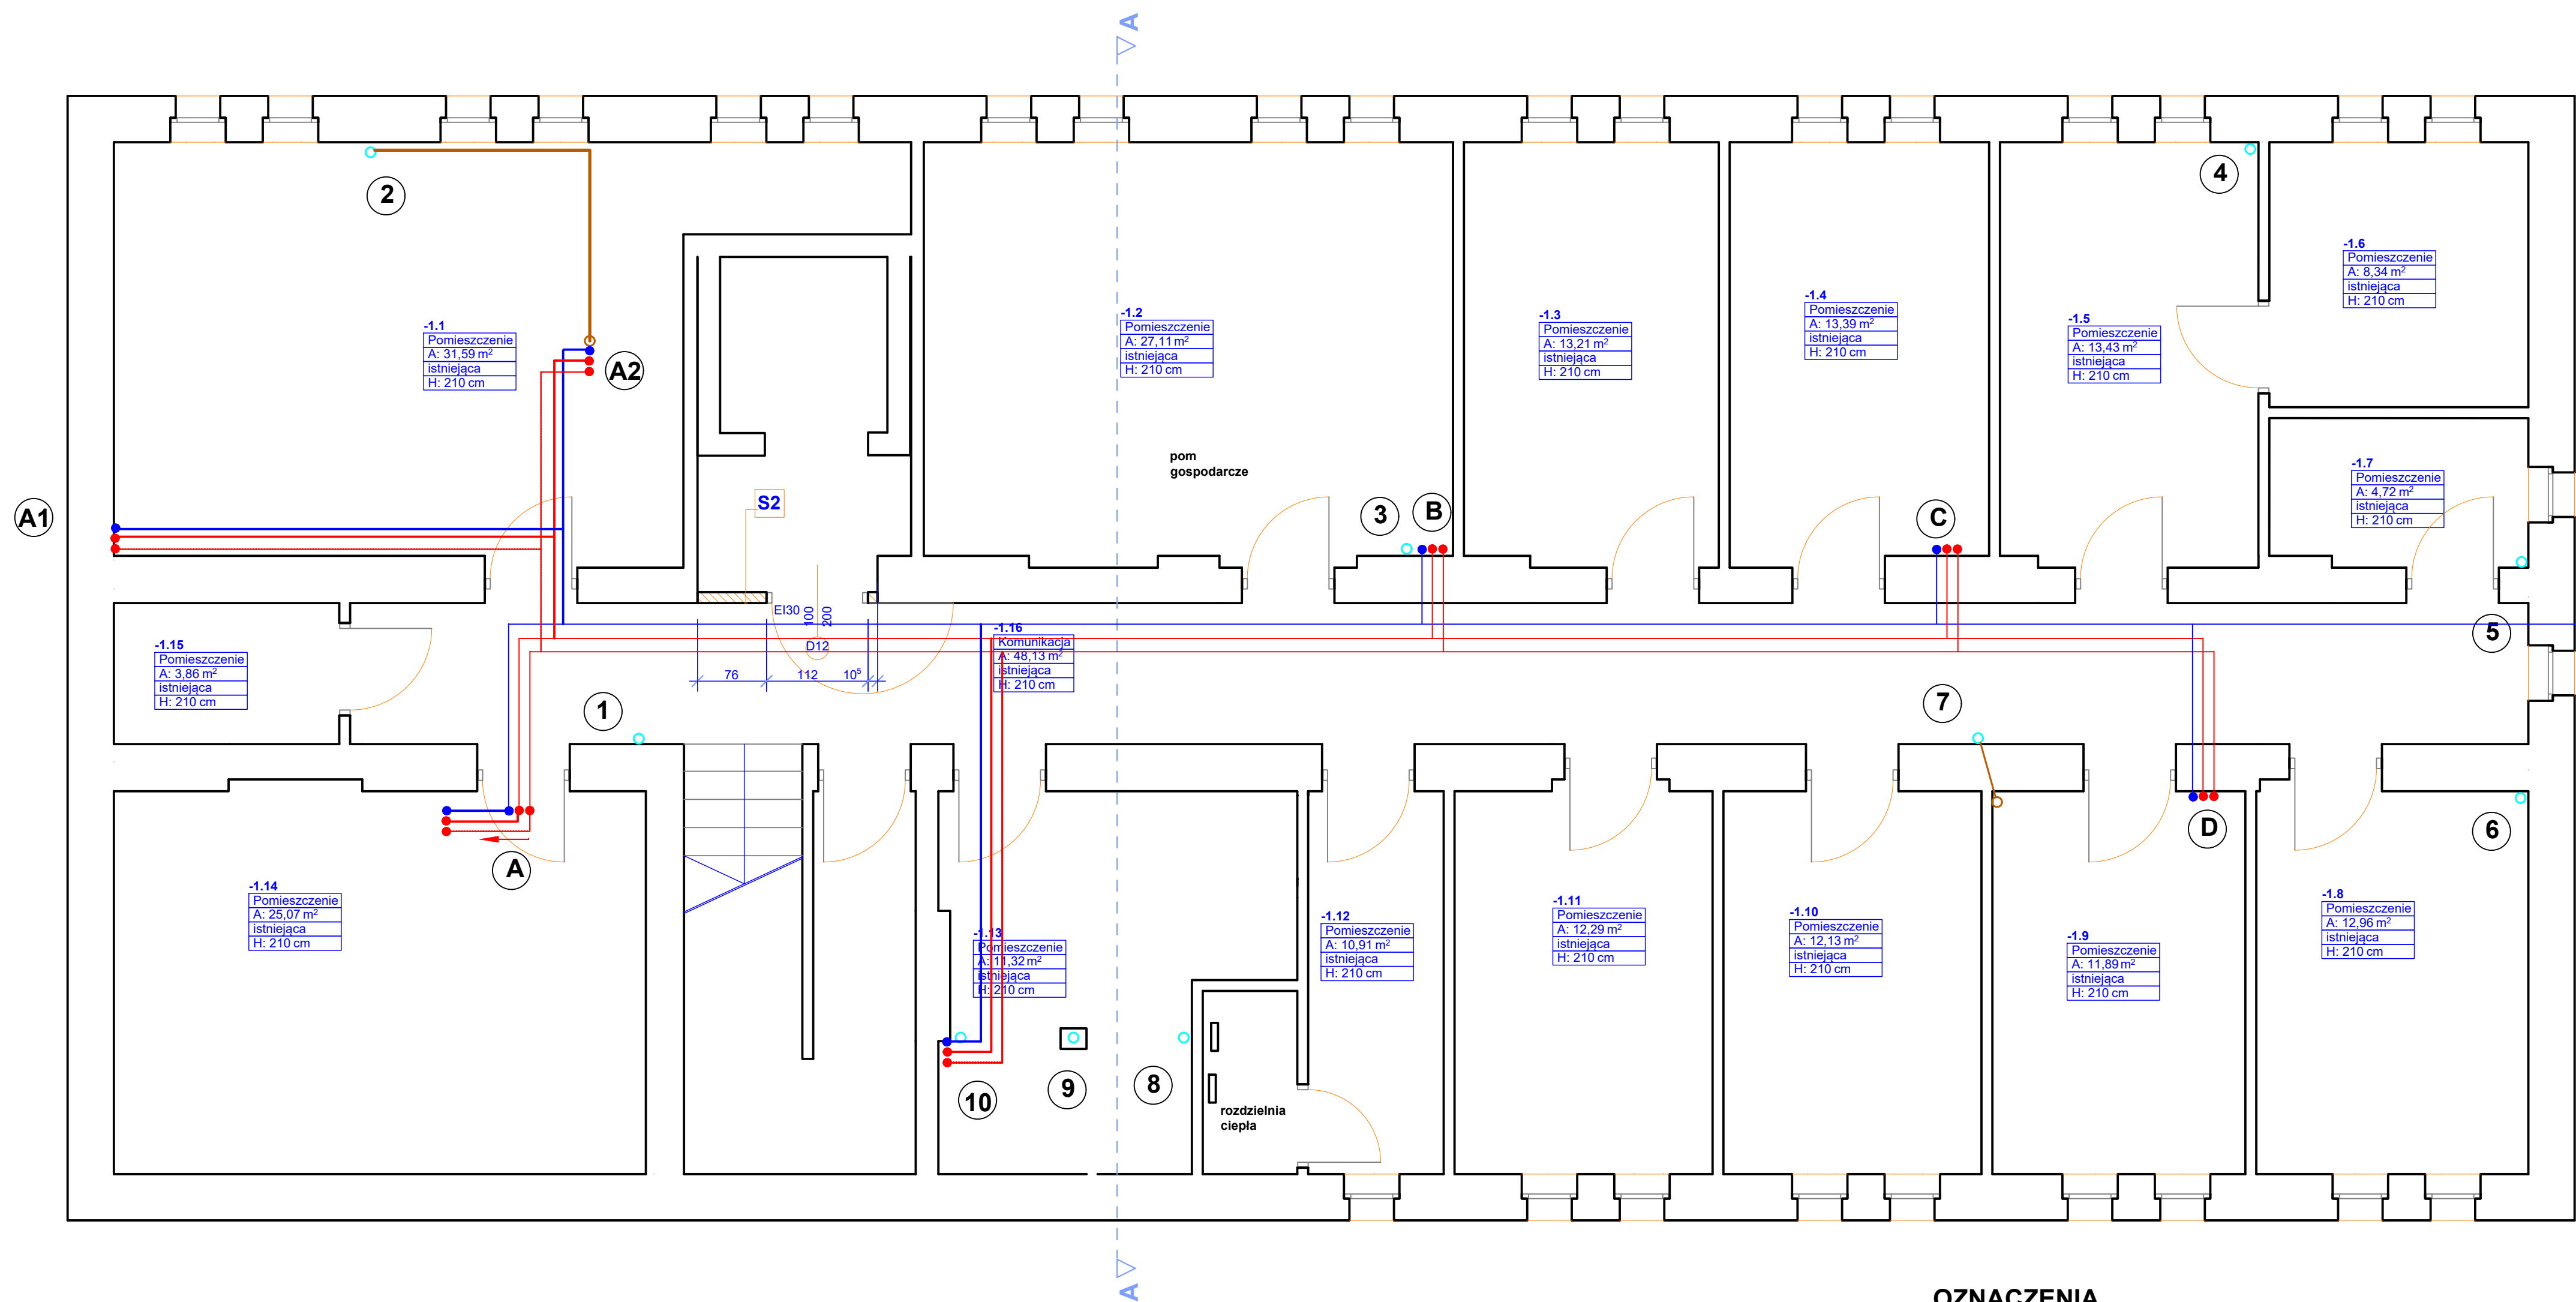 A
2
4
-1.6
Pomieszczenie
A: 8,34 m²
istniejąca
H: 210 cm
-1.4
Pomieszczenie
A: 13,39 m²
istniejąca
H: 210 cm
-1.2
Pomieszczenie
A: 27,11 m²
istniejąca
H: 210 cm
-1.3
Pomieszczenie
A: 13,21 m²
istniejąca
H: 210 cm
-1.5
Pomieszczenie
A: 13,43 m²
istniejąca
H: 210 cm
-1.1
Pomieszczenie
A: 31,59 m²
istniejąca
H: 210 cm
A2
pom
gospodarcze
-1.7
Pomieszczenie
A: 4,72 m²
istniejąca
H: 210 cm
A1
S2
3
B
C
EI30
100
200
D12
76
112
10⁵
-1.16
Komunikacja
A: 48,13 m²
istniejąca
H: 210 cm
5
-1.15
Pomieszczenie
A: 3,86 m²
istniejąca
H: 210 cm
1
7
A
D
6
-1.14
Pomieszczenie
A: 25,07 m²
istniejąca
H: 210 cm
-1.13
Pomieszczenie
A: 11,32 m²
istniejąca
H: 210 cm
-1.12
Pomieszczenie
A: 10,91 m²
istniejąca
H: 210 cm
-1.11
Pomieszczenie
A: 12,29 m²
istniejąca
H: 210 cm
-1.10
Pomieszczenie
A: 12,13 m²
istniejąca
H: 210 cm
-1.9
Pomieszczenie
A: 11,89 m²
istniejąca
H: 210 cm
-1.8
Pomieszczenie
A: 12,96 m²
istniejąca
H: 210 cm
10
9
8
rozdzielnia
ciepła
A
OZNACZENIA